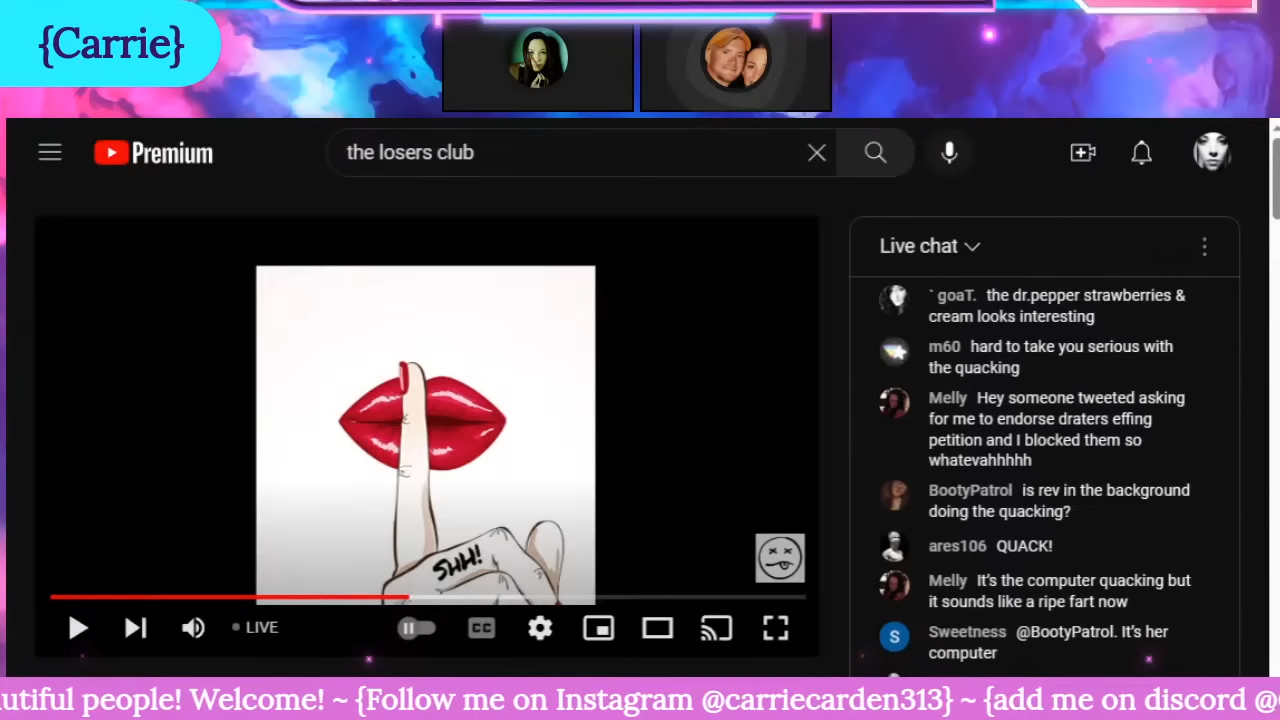 {Carrie}
Premium
the losers club
Live chat
`goaT. the dr.pepper strawberries &
cream looks interesting
m60 hard to take you serious with
the quacking
Melly Hey someone tweeted asking
for me to endorse draters effing
petition and I blocked them so
whatevahhhhh
BootyPatrol is rev in the background
doing the quacking?
ares106 QUACK!
Melly It's the computer quacking but
it sounds like a ripe fart now
S
Sweetness @BootyPatrol. It's her
computer
SHH!
LIVE
CC
utiful people! Welcome! ~ {Follow me on Instagram @carriecarden313} ~ {add me on discord @